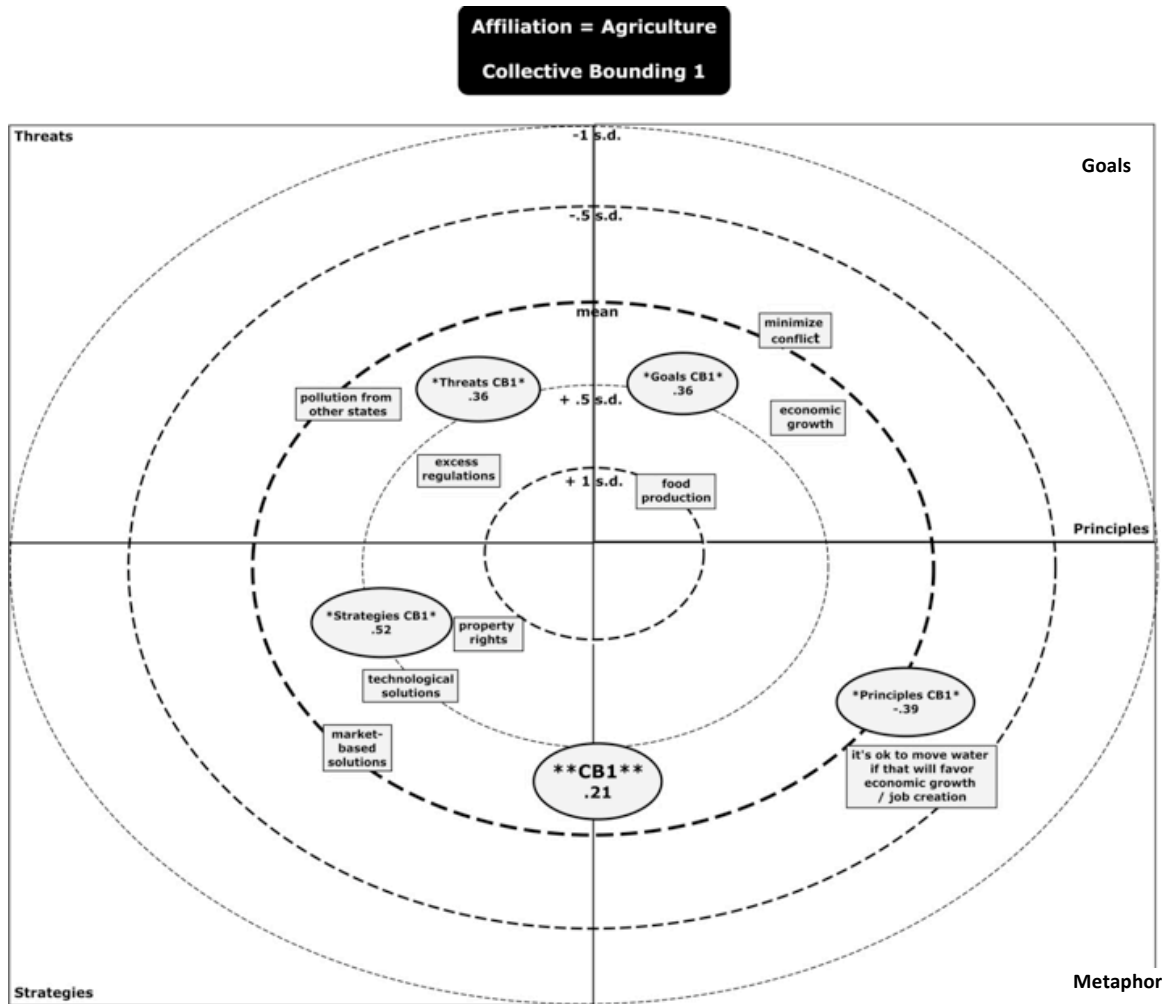 Affiliation = Agriculture
Collective Bounding 1
Threats
-1 s.d.
Goals
-.5 s.d.
mean
minimize
conflict
*Threats CB1*
.36
*Goals CB1*
.36
pollution from
other states
+ .5 s.d.
economic
growth
excess
regulations
+ 1 s.d.
food
production
Principles
*Strategies CB1*
.52
property
rights
technological
solutions
*Principles CB1*
-.39
market-
based
solutions
**CB1**
.21
it's ok to move water
if that will favor
economic growth
/ job creation
Strategies
Metaphor